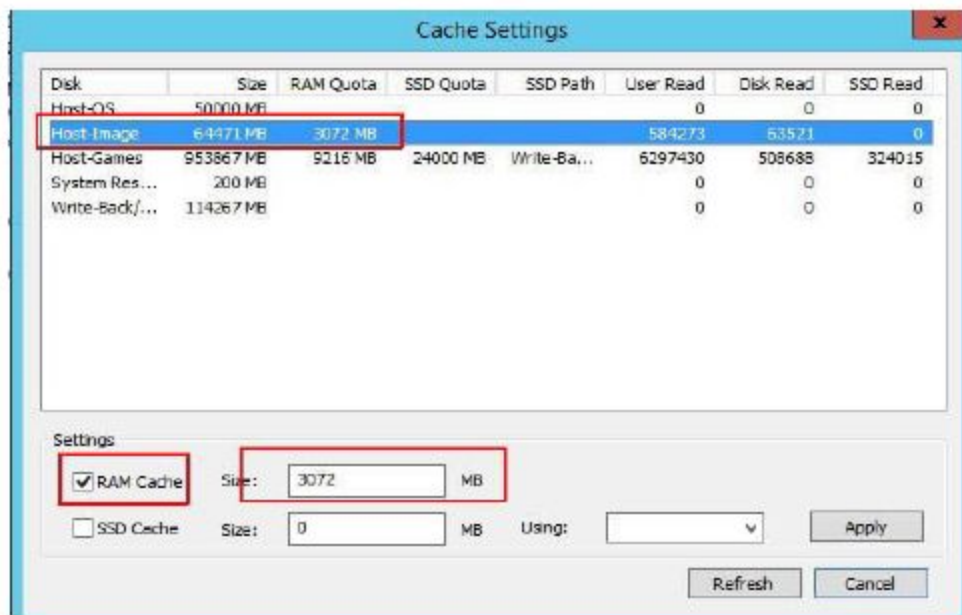 Cache Settings
x
Disk Size RAM Quota SSD Quota SSD Path User Read Disk Read SSD Read
Host-OS 50000 MB 0 0 0
Host-Image 64471 MB 3072 MB 584273 63521 0
Host-Games 953867 MB 9216 MB 24000 MB Write-Ba... 6297430 508688 324015
System Res... 200 MB 0 0 0
Write-Back/... 114267 MB 0 0 0
Settings
RAM Cache Size: 3072 MB
SSD Cache Size: 0 MB Using: Apply
Refresh Cancel